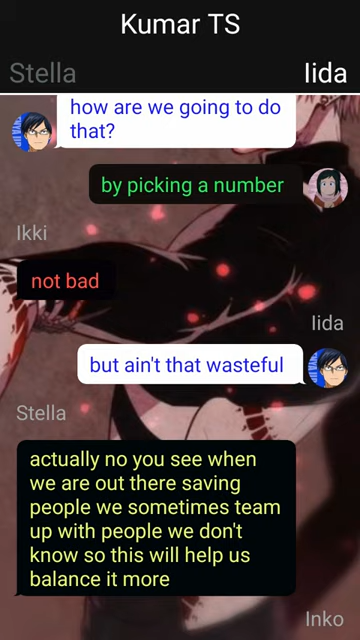 Kumar TS
Stella Iida
how are we going to do
that?
by picking a number
Ikki
not bad
Iida
but ain't that wasteful
Stella
actually no you see when
we are out there saving
people we sometimes team
up with people we don't
know so this will help us
balance it more
Inko